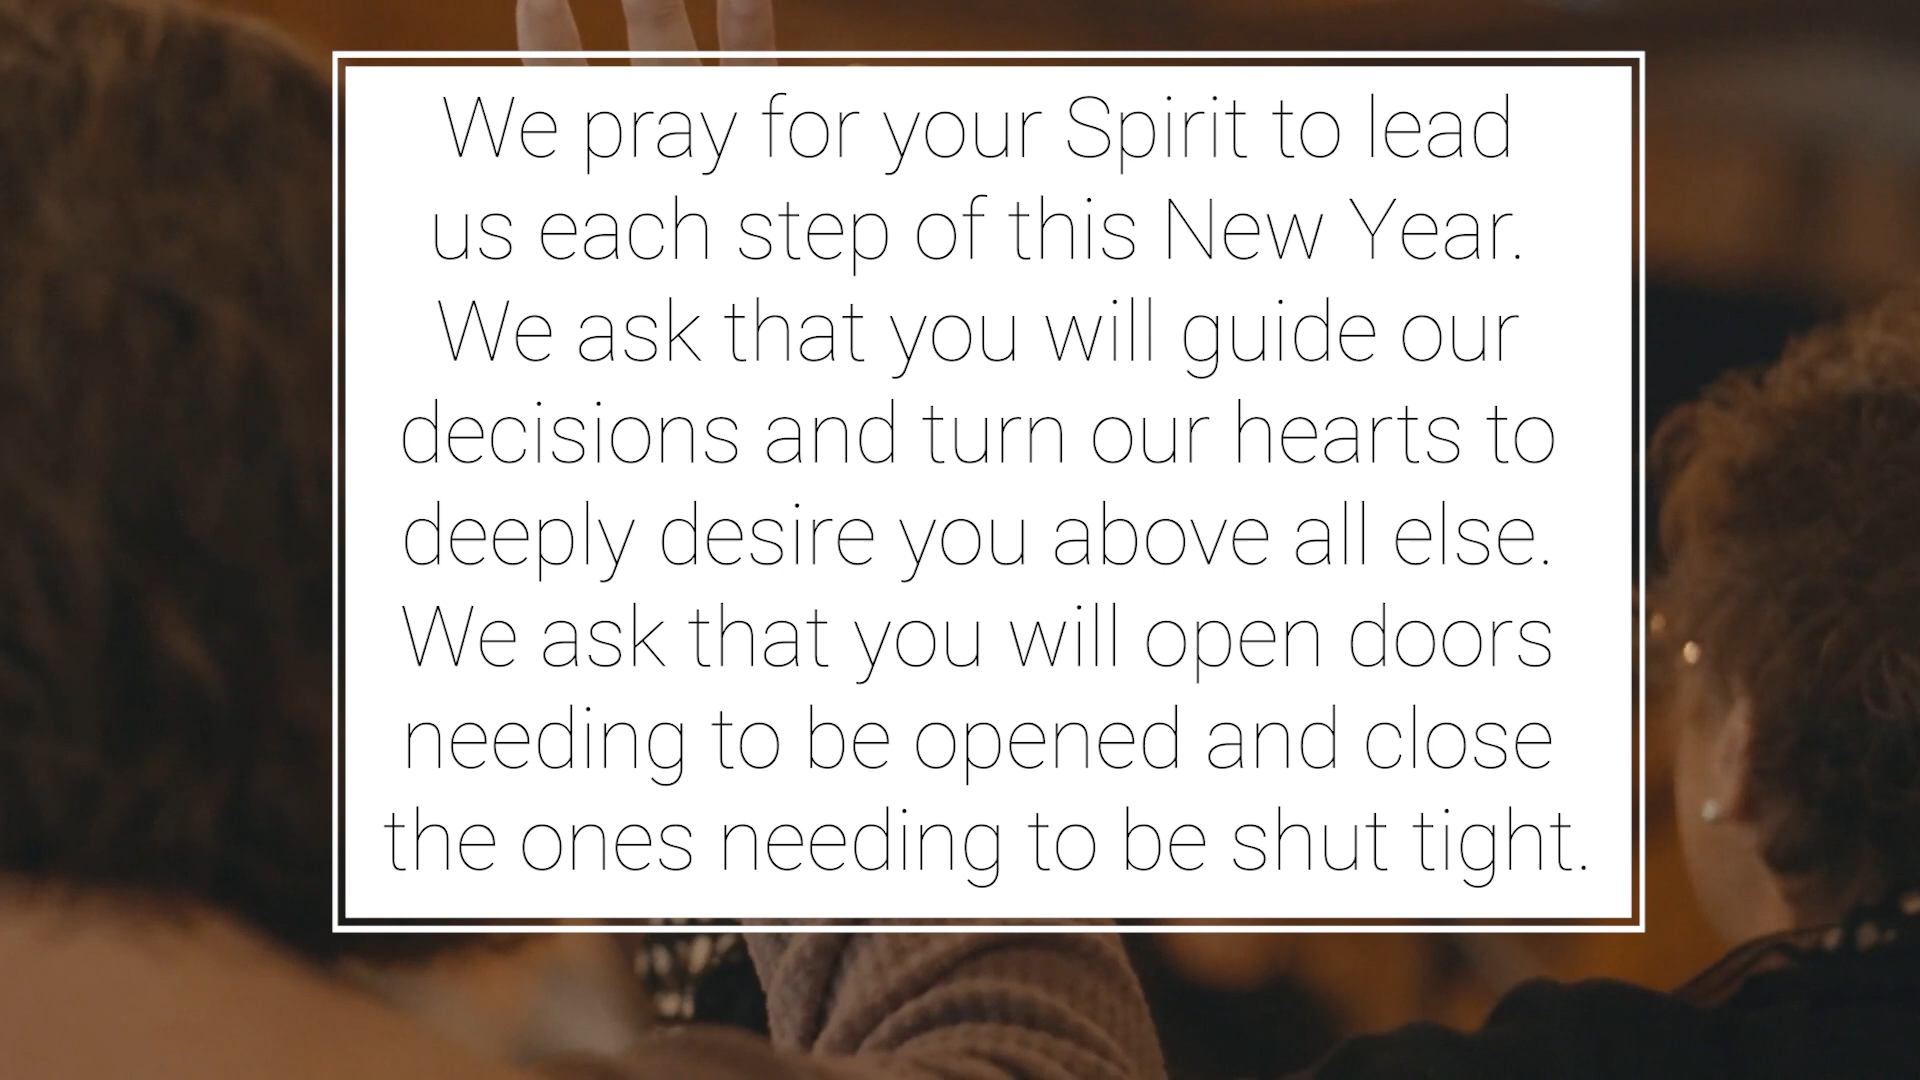 We pray for your Spirit to lead
us each step of this New Year.
We ask that you will guide our
decisions and turn our hearts to
deeply desire you above all else.
We ask that you will open doors
needing to be opened and close
the ones needing to be shut tight.